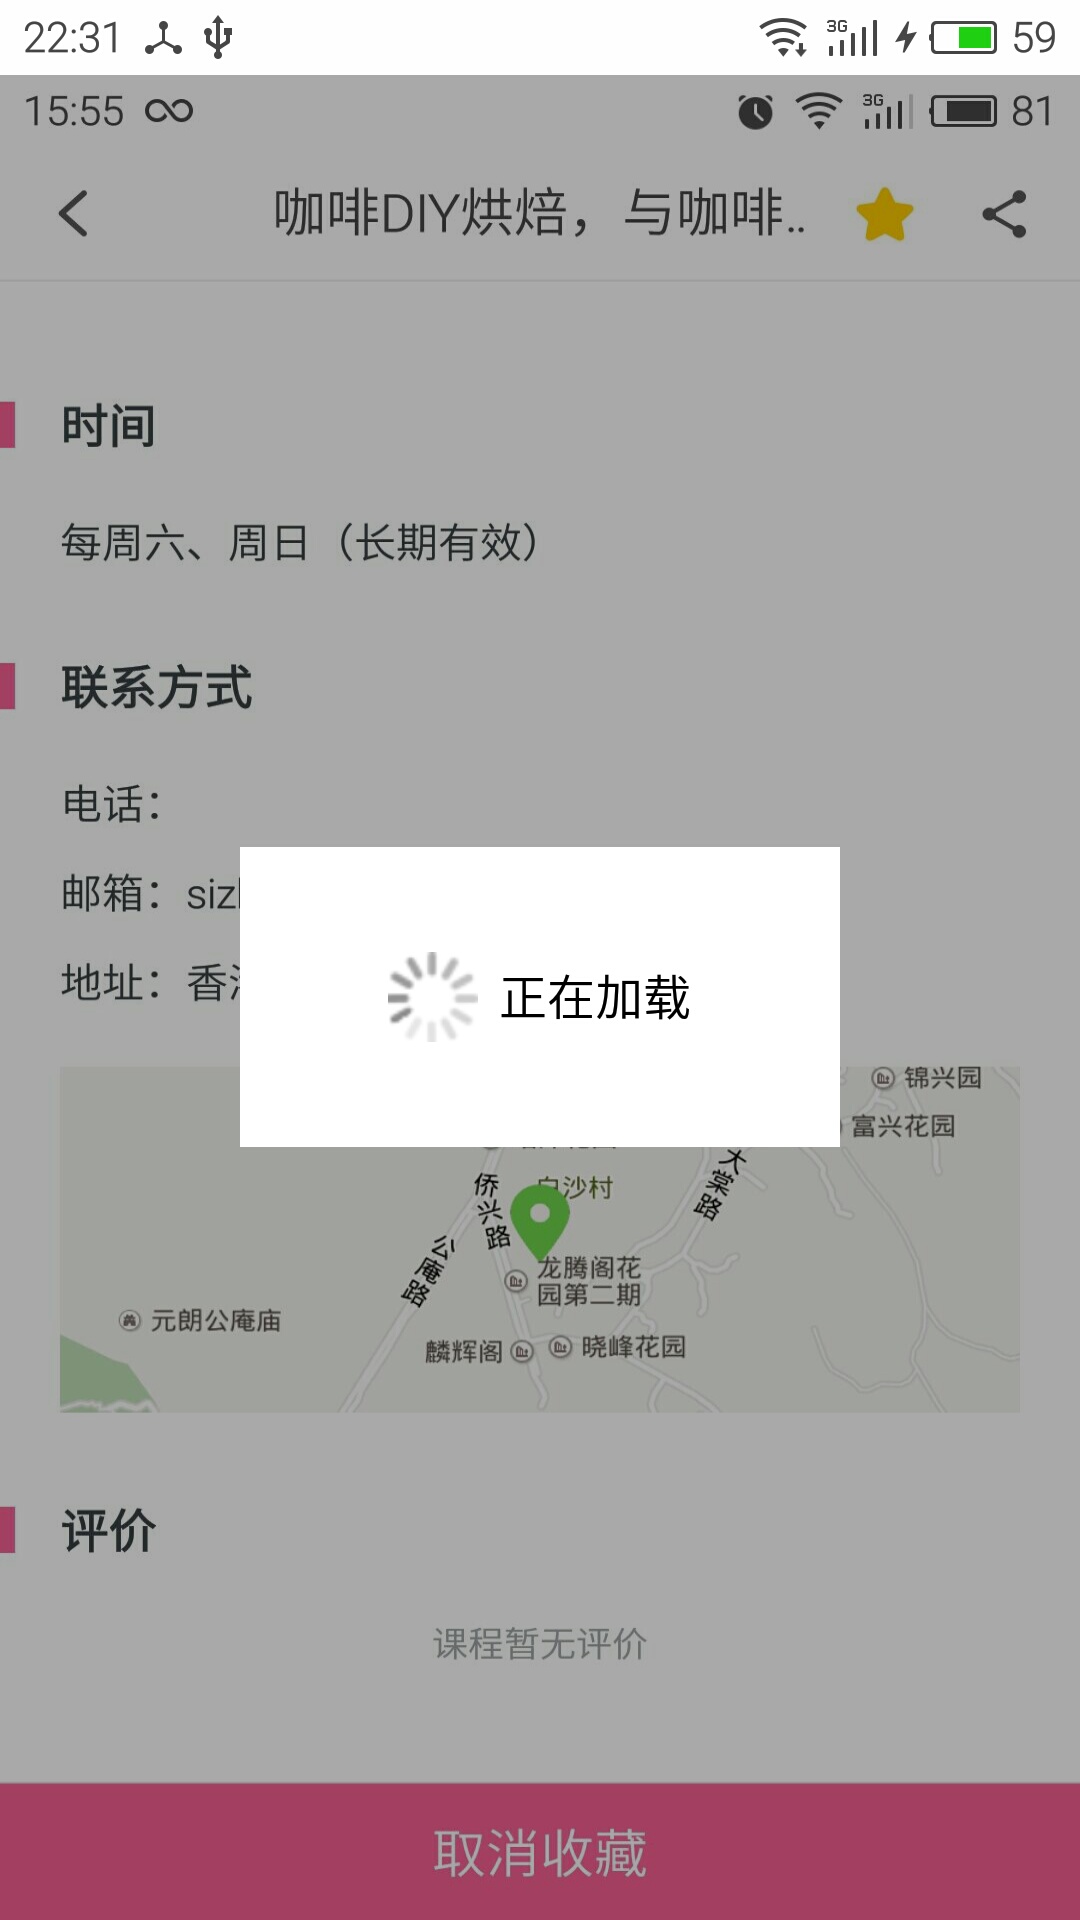 22:31 3G 59
15:55 3G 81
咖啡DIY烘焙，与咖啡..
时间
每周六、周日（长期有效）
联系方式
电话：
邮箱：siz
地址：香
正在加载
锦兴园
富兴花园
大棠路
侨兴路
白沙村
公庵路
龙腾阁花
园第二期
元朗公庵庙
麟辉阁
晓峰花园
评价
课程暂无评价
取消收藏